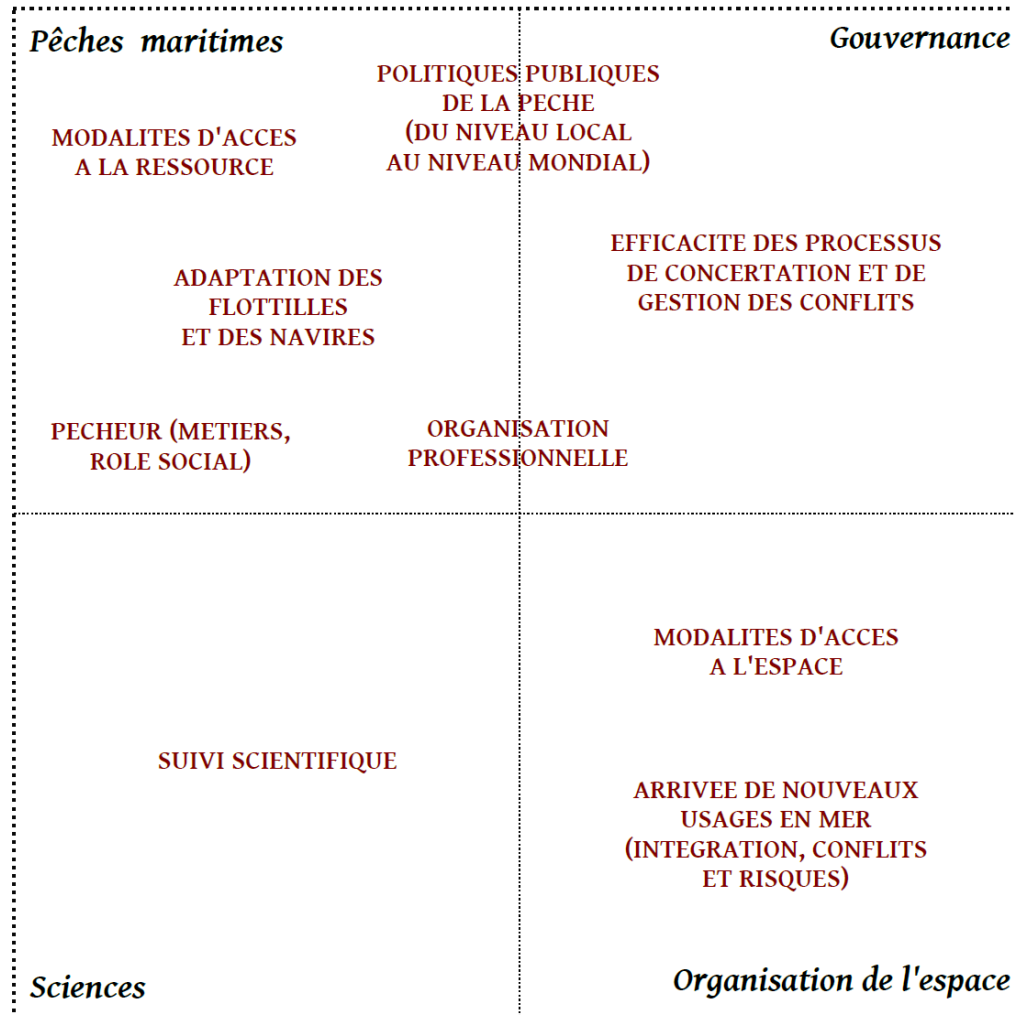 Pêches maritimes
Gouvernance
POLITIQUES PUBLIQUES
DE LA PECHE
(DU NIVEAU LOCAL
AU NIVEAU MONDIAL)
MODALITES D'ACCES
A LA RESSOURCE
EFFICACITE DES PROCESSUS
DE CONCERTATION ET DE
GESTION DES CONFLITS
ADAPTATION DES
FLOTTILLES
ET DES NAVIRES
PECHEUR (METIERS,
ROLE SOCIAL)
ORGANISATION
PROFESSIONNELLE
MODALITES D'ACCES
A L'ESPACE
SUIVI SCIENTIFIQUE
ARRIVEE DE NOUVEAUX
USAGES EN MER
(INTEGRATION, CONFLITS
ET RISQUES)
Sciences
Organisation de l'espace